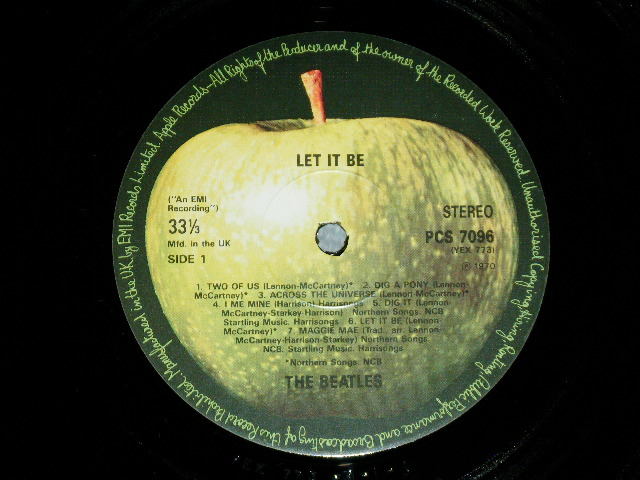 Manufactured in the UK by EMI Records Limited Apple Records—All Rights of the Producer and of the owner of the Recorded Work Reserved. Unauthorised Copying, Hiring, Lending, Public Performance and Broadcasting of this Record Prohibited.
LET IT BE
("An EMI
Recording")
33⅓
Mfd. in the UK
SIDE 1
STEREO
PCS 7096
(YEX 773)
℗ 1970
1. TWO OF US (Lennon-McCartney)* 2. DIG A PONY (Lennon-
McCartney)* 3. ACROSS THE UNIVERSE (Lennon-McCartney)*
4. I ME MINE (Harrison) Harrisongs 5. DIG IT (Lennon-
McCartney-Starkey-Harrison) Northern Songs. NCB
Startling Music. Harrisongs 6. LET IT BE (Lennon-
McCartney)* 7. MAGGIE MAE (Trad., arr. Lennon-
McCartney-Harrison-Starkey) Northern Songs
NCB. Startling Music. Harrisongs
*Northern Songs. NCB
THE BEATLES